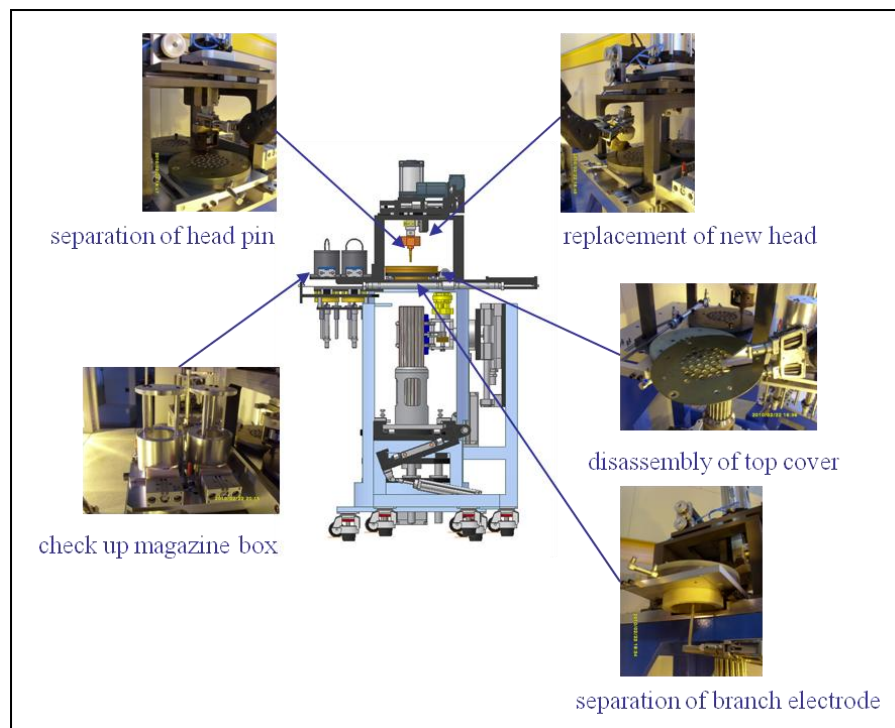 separation of head pin
replacement of new head
disassembly of top cover
check up magazine box
separation of branch electrode